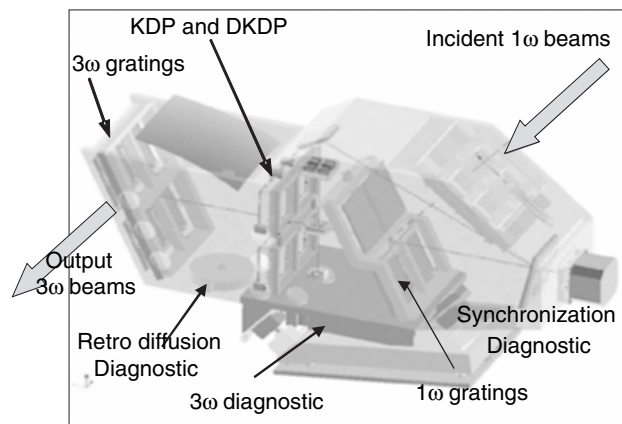 KDP and DKDP
Incident 1ω beams
3ω gratings
Output
3ω beams
Synchronization
Diagnostic
Retro diffusion
Diagnostic
3ω diagnostic
1ω gratings